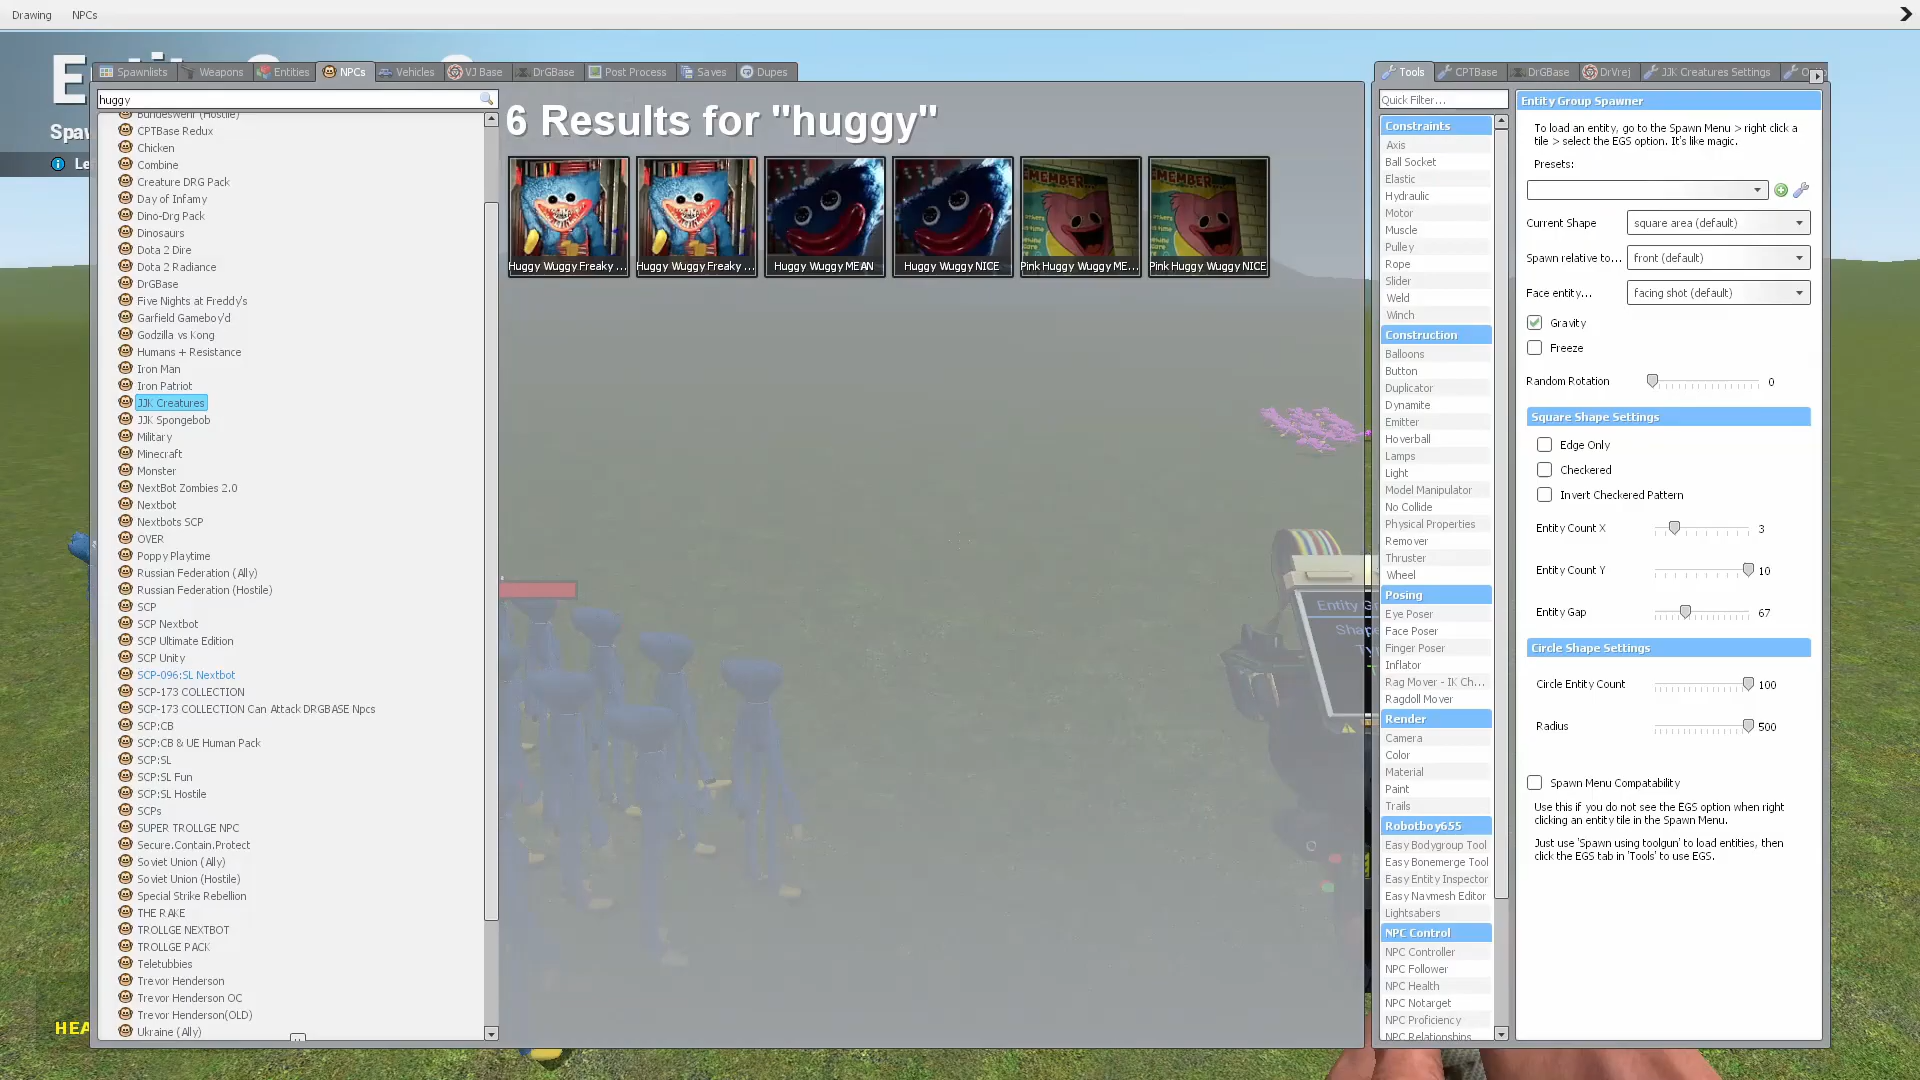 Drawing NPCs
Spawnlists Weapons Entities NPCs Vehicles VJ Base DrGBase Post Process Saves Dupes
huggy
Bundeswehr (Hostile)
CPTBase Redux
Chicken
Combine
Creature DRG Pack
Day of Infamy
Dino-Drg Pack
Dinosaurs
Dota 2 Dire
Dota 2 Radiance
DrGBase
Five Nights at Freddy's
Garfield Gameboy'd
Godzilla vs Kong
Humans + Resistance
Iron Man
Iron Patriot
JJK Creatures
JJK Spongebob
Military
Minecraft
Monster
NextBot Zombies 2.0
Nextbot
Nextbots SCP
OVER
Poppy Playtime
Russian Federation (Ally)
Russian Federation (Hostile)
SCP
SCP Nextbot
SCP Ultimate Edition
SCP Unity
SCP-096:SL Nextbot
SCP-173 COLLECTION
SCP-173 COLLECTION Can Attack DRGBASE Npcs
SCP:CB
SCP:CB & UE Human Pack
SCP:SL
SCP:SL Fun
SCP:SL Hostile
SCPs
SUPER TROLLGE NPC
Secure.Contain.Protect
Soviet Union (Ally)
Soviet Union (Hostile)
Special Strike Rebellion
THE RAKE
TROLLGE NEXTBOT
TROLLGE PACK
Teletubbies
Trevor Henderson
Trevor Henderson OC
Trevor Henderson(OLD)
Ukraine (Ally)
6 Results for "huggy"
Huggy Wuggy Freaky ...
Huggy Wuggy Freaky ...
Huggy Wuggy MEAN
Huggy Wuggy NICE
Pink Huggy Wuggy ME...
Pink Huggy Wuggy NICE
Tools CPTBase DrGBase DrVrej JJK Creatures Settings
Quick Filter...
Constraints
Axis
Ball Socket
Elastic
Hydraulic
Motor
Muscle
Pulley
Rope
Slider
Weld
Winch
Construction
Balloons
Button
Duplicator
Dynamite
Emitter
Hoverball
Lamps
Light
Model Manipulator
No Collide
Physical Properties
Remover
Thruster
Wheel
Posing
Eye Poser
Face Poser
Finger Poser
Inflator
Rag Mover - IK Ch...
Ragdoll Mover
Render
Camera
Color
Material
Paint
Trails
Robotboy655
Easy Bodygroup Tool
Easy Bonemerge Tool
Easy Entity Inspector
Easy Navmesh Editor
Lightsabers
NPC Control
NPC Controller
NPC Follower
NPC Health
NPC Notarget
NPC Proficiency
NPC Relationships
Entity Group Spawner
To load an entity, go to the Spawn Menu > right click a
tile > select the EGS option. It's like magic.
Presets:
Current Shape square area (default)
Spawn relative to... front (default)
Face entity... facing shot (default)
Gravity
Freeze
Random Rotation 0
Square Shape Settings
Edge Only
Checkered
Invert Checkered Pattern
Entity Count X 3
Entity Count Y 10
Entity Gap 67
Circle Shape Settings
Circle Entity Count 100
Radius 500
Spawn Menu Compatability
Use this if you do not see the EGS option when right
clicking an entity tile in the Spawn Menu.
Just use 'Spawn using toolgun' to load entities, then
click the EGS tab in 'Tools' to use EGS.